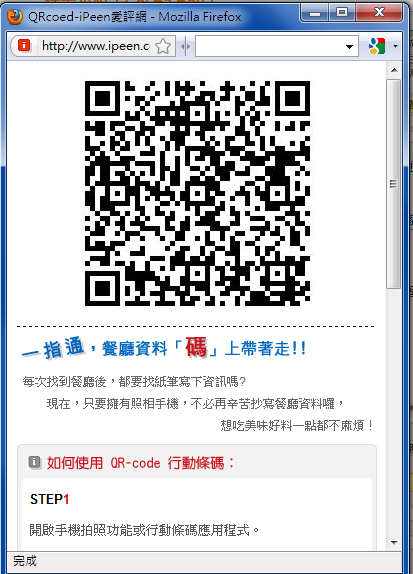 QRcoed-iPeen愛評網 - Mozilla Firefox
http://www.ipeen.c
一指通，餐廳資料「碼」上帶著走!!
每次找到餐廳後，都要找紙筆寫下資訊嗎?
現在，只要擁有照相手機，不必再辛苦抄寫餐廳資料囉，
想吃美味好料一點都不麻煩！
如何使用 QR-code 行動條碼：
STEP1
開啟手機拍照功能或行動條碼應用程式。
完成